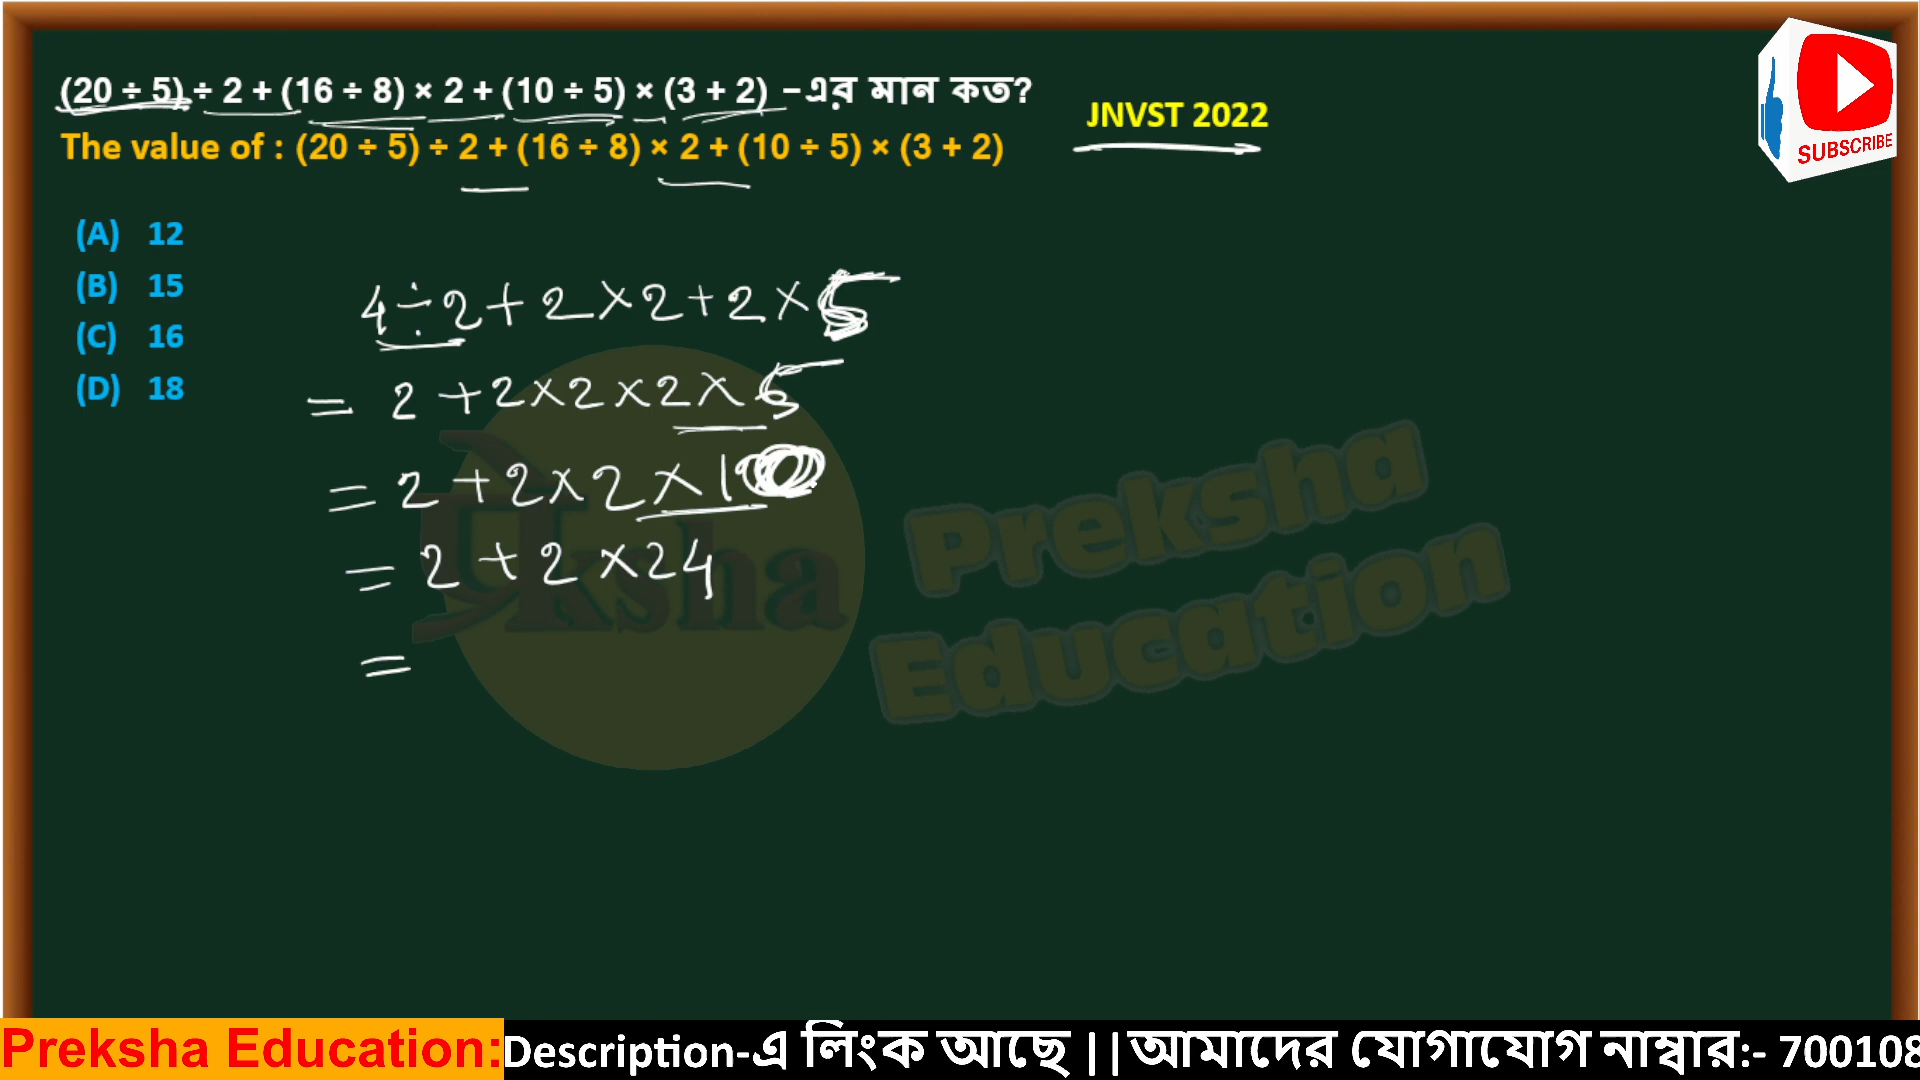 (20 ÷ 5) ÷ 2 + (16 ÷ 8) × 2 + (10 ÷ 5) × (3 + 2) –এর মান কত?
JNVST 2022
The value of : (20 ÷ 5) ÷ 2 + (16 ÷ 8) × 2 + (10 ÷ 5) × (3 + 2)
SUBSCRIBE
(A) 12
(B) 15
(C) 16
(D) 18
4 ÷ 2 + 2 × 2 + 2 × 5
= 2 + 2 × 2 × 2 × 5
= 2 + 2 × 2 × 10
= 2 + 2 × 24
=
Preksha
Education
Preksha Education:
Description-এ লিংক আছে ||আমাদের যোগাযোগ নাম্বার:- 700108